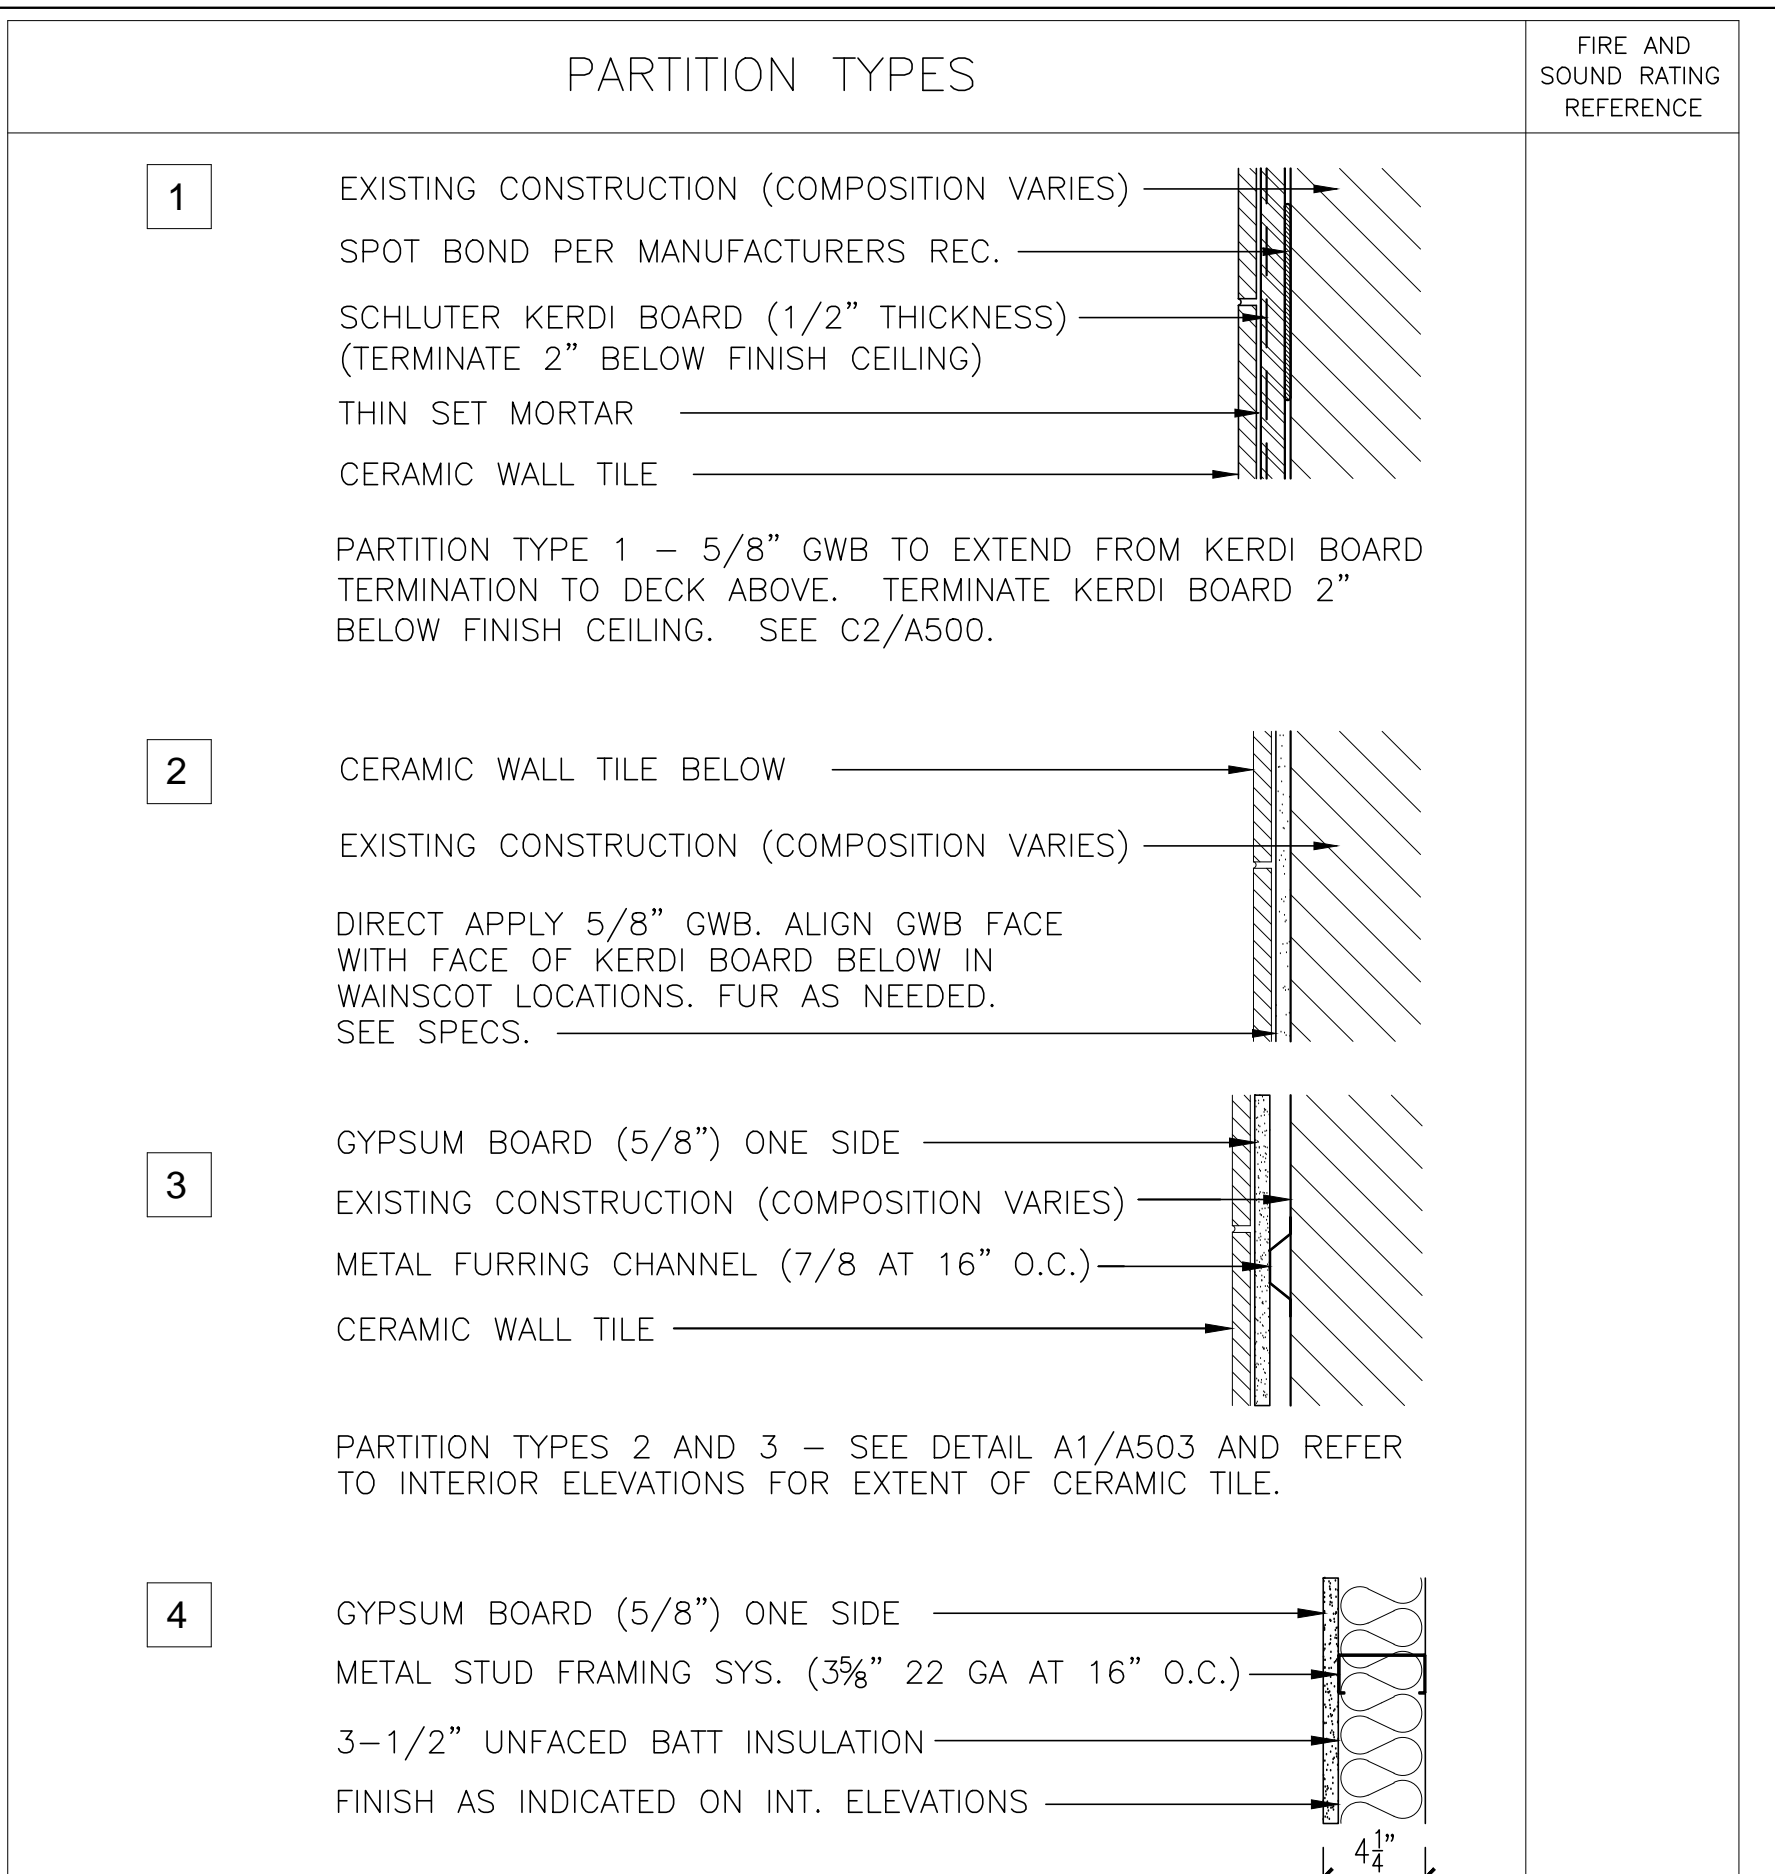 PARTITION TYPES
FIRE AND
SOUND RATING
REFERENCE
1
EXISTING CONSTRUCTION (COMPOSITION VARIES)
SPOT BOND PER MANUFACTURERS REC.
SCHLUTER KERDI BOARD (1/2” THICKNESS)
(TERMINATE 2” BELOW FINISH CEILING)
THIN SET MORTAR
CERAMIC WALL TILE
PARTITION TYPE 1 – 5/8” GWB TO EXTEND FROM KERDI BOARD
TERMINATION TO DECK ABOVE. TERMINATE KERDI BOARD 2”
BELOW FINISH CEILING. SEE C2/A500.
2
CERAMIC WALL TILE BELOW
EXISTING CONSTRUCTION (COMPOSITION VARIES)
DIRECT APPLY 5/8” GWB. ALIGN GWB FACE
WITH FACE OF KERDI BOARD BELOW IN
WAINSCOT LOCATIONS. FUR AS NEEDED.
SEE SPECS.
3
GYPSUM BOARD (5/8”) ONE SIDE
EXISTING CONSTRUCTION (COMPOSITION VARIES)
METAL FURRING CHANNEL (7/8 AT 16” O.C.)
CERAMIC WALL TILE
PARTITION TYPES 2 AND 3 – SEE DETAIL A1/A503 AND REFER
TO INTERIOR ELEVATIONS FOR EXTENT OF CERAMIC TILE.
4
GYPSUM BOARD (5/8”) ONE SIDE
METAL STUD FRAMING SYS. (3⅝” 22 GA AT 16” O.C.)
3–1/2” UNFACED BATT INSULATION
FINISH AS INDICATED ON INT. ELEVATIONS
4¼”